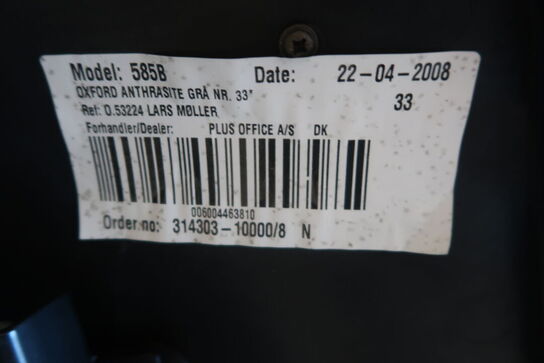 Model: 585B Date: 22-04-2008
OXFORD ANTHRASITE GRÅ NR. 33* 33
Ref: O.53224 LARS MØLLER
Forhandler/Dealer: PLUS OFFICE A/S DK
006004463810
Order no: 314303-10000/8 N